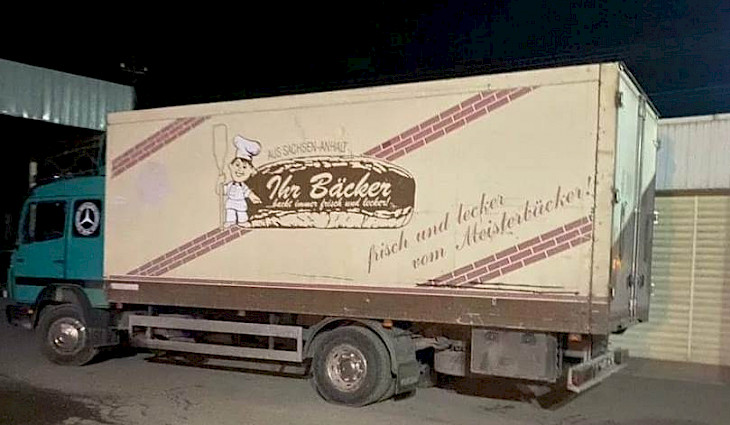 AUS SACHSEN-ANHALT
Ihr Bäcker
...backt immer frisch und lecker!
frisch und lecker
vom Meisterbäcker!